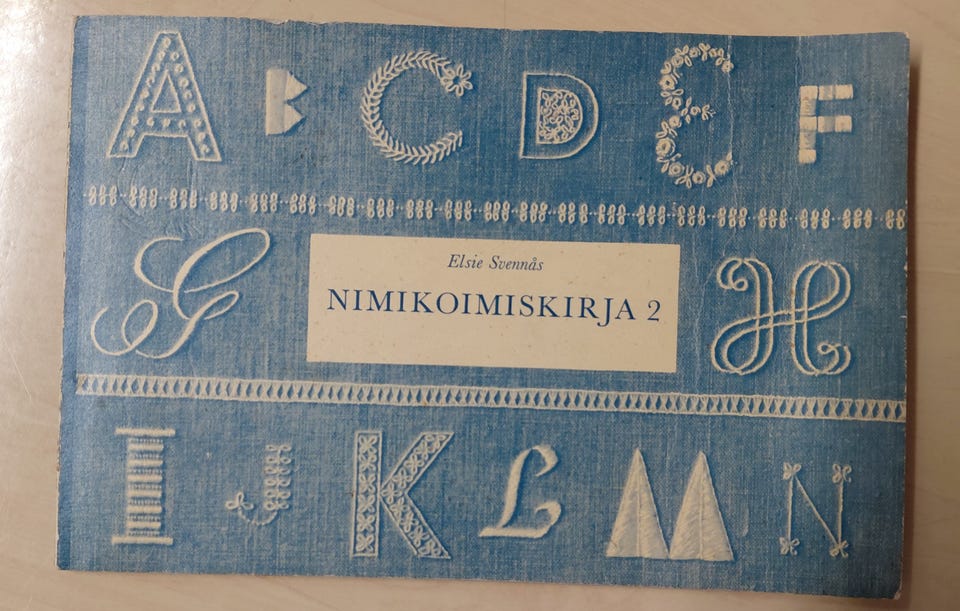 A B C D E F
Elsie Svennås
NIMIKOIMISKIRJA 2
G H
I J K L M N